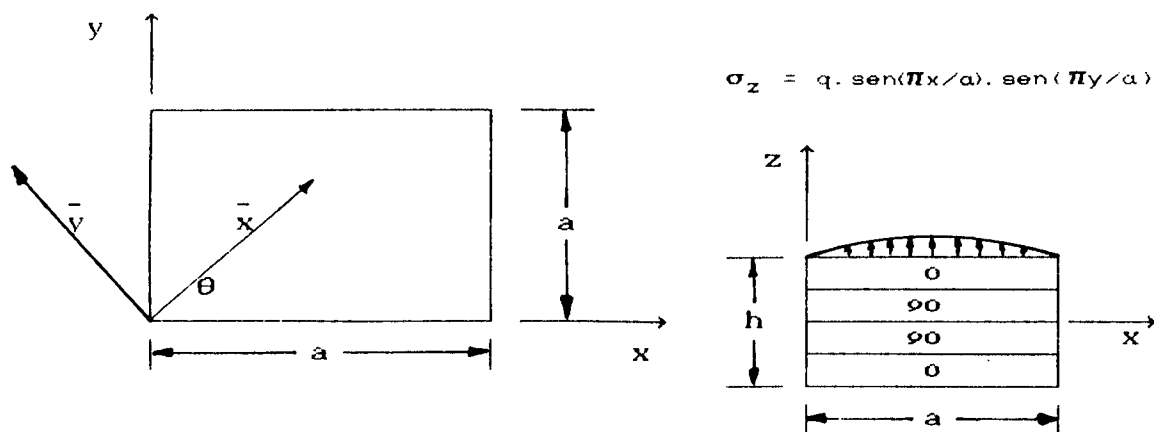 y
σz = q. sen(πx/a). sen(πy/a)
z
y̅
x̅
a
θ
0
90
h
90
x
0
x
a
a